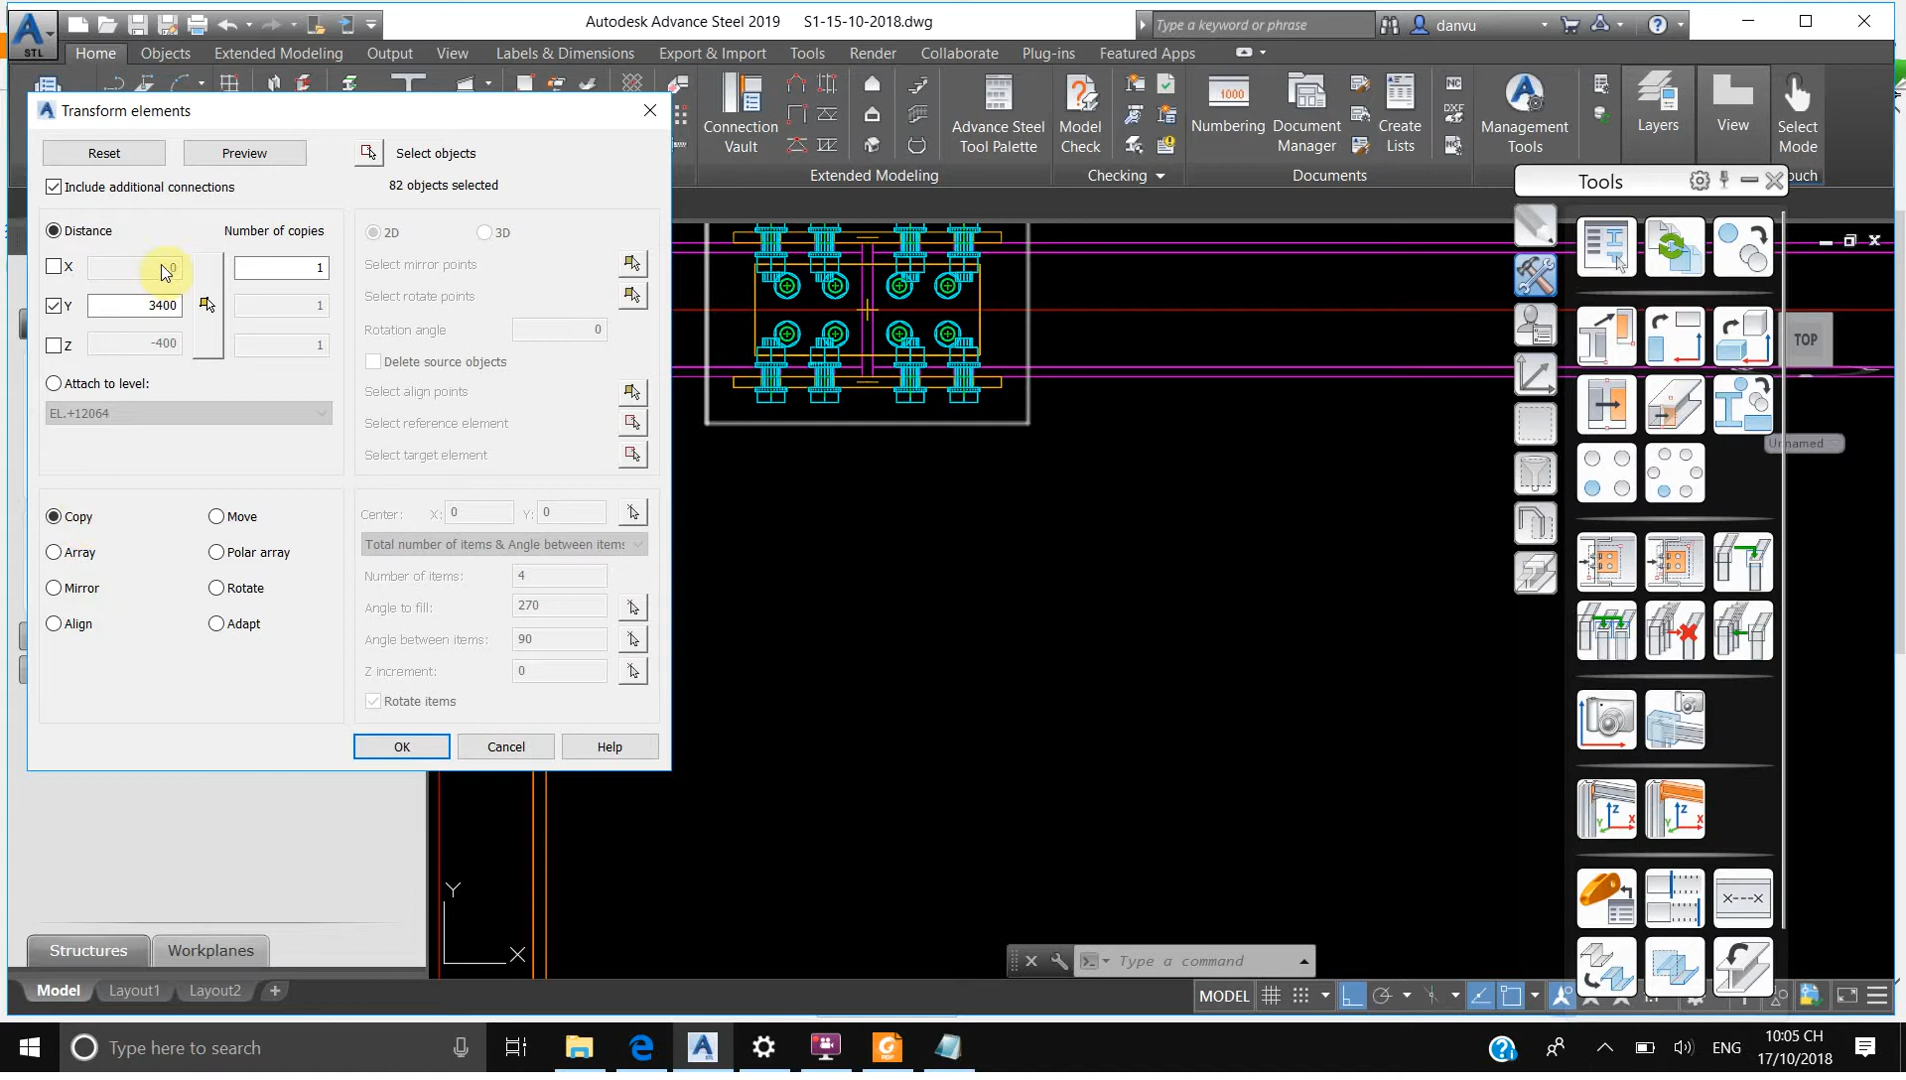 Autodesk Advance Steel 2019 S1-15-10-2018.dwg
Type a keyword or phrase
danvu
STL
Home Objects Extended Modeling Output View Labels & Dimensions Export & Import Tools Render Collaborate Plug-ins Featured Apps
Connection Vault
Advance Steel Tool Palette
Model Check
1000
Numbering
Document Manager
Create Lists
NC
DXF
Management Tools
Layers
View
Select Mode
Extended Modeling
Checking
Documents
Transform elements
Reset
Preview
Select objects
Include additional connections
82 objects selected
Distance
Number of copies
X 0 1
Y 3400 1
Z -400 1
Attach to level:
EL.+12064
2D
3D
Select mirror points
Select rotate points
Rotation angle 0
Delete source objects
Select align points
Select reference element
Select target element
Copy
Move
Array
Polar array
Mirror
Rotate
Align
Adapt
Center: X: 0 Y: 0
Total number of items & Angle between items
Number of items: 4
Angle to fill: 270
Angle between items: 90
Z increment: 0
Rotate items
OK
Cancel
Help
Tools
TOP
Unnamed
Z
Y
X
Z
Y
X
X---X
Y
X
Structures
Workplanes
Type a command
Model
Layout1
Layout2
MODEL
Type here to search
ENG
10:05 CH
17/10/2018